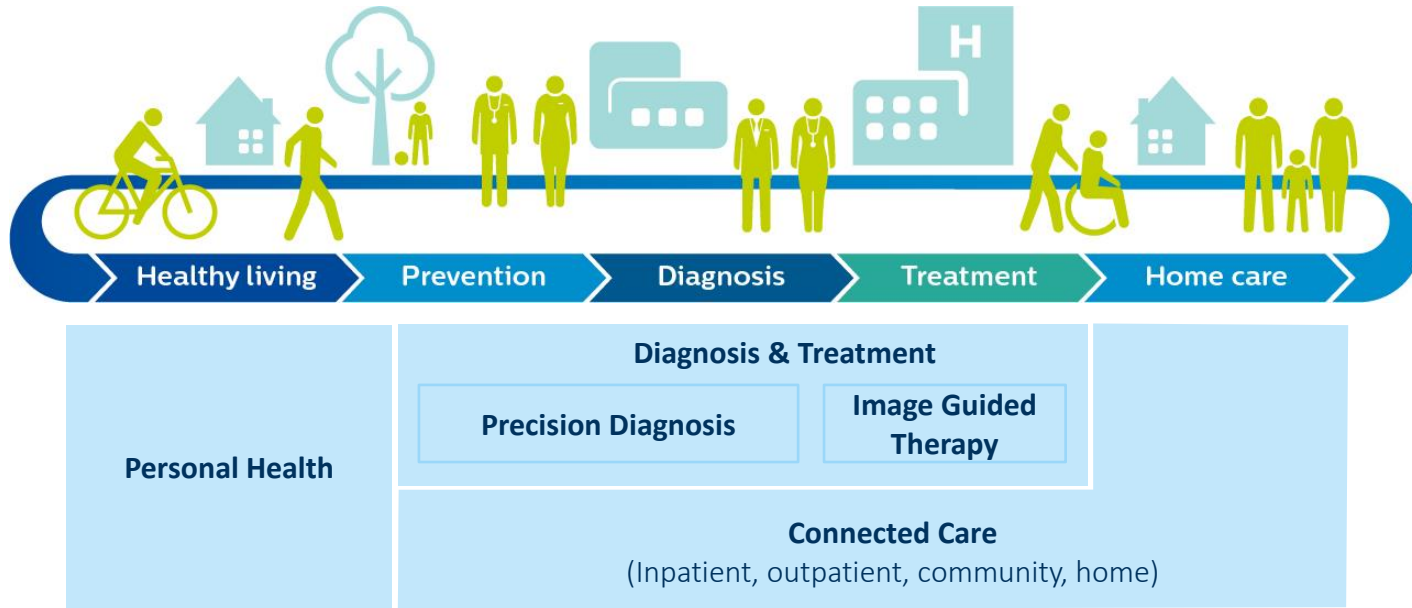 H
Healthy living
Prevention
Diagnosis
Treatment
Home care
Diagnosis & Treatment
Precision Diagnosis
Image Guided
Therapy
Personal Health
Connected Care
(Inpatient, outpatient, community, home)